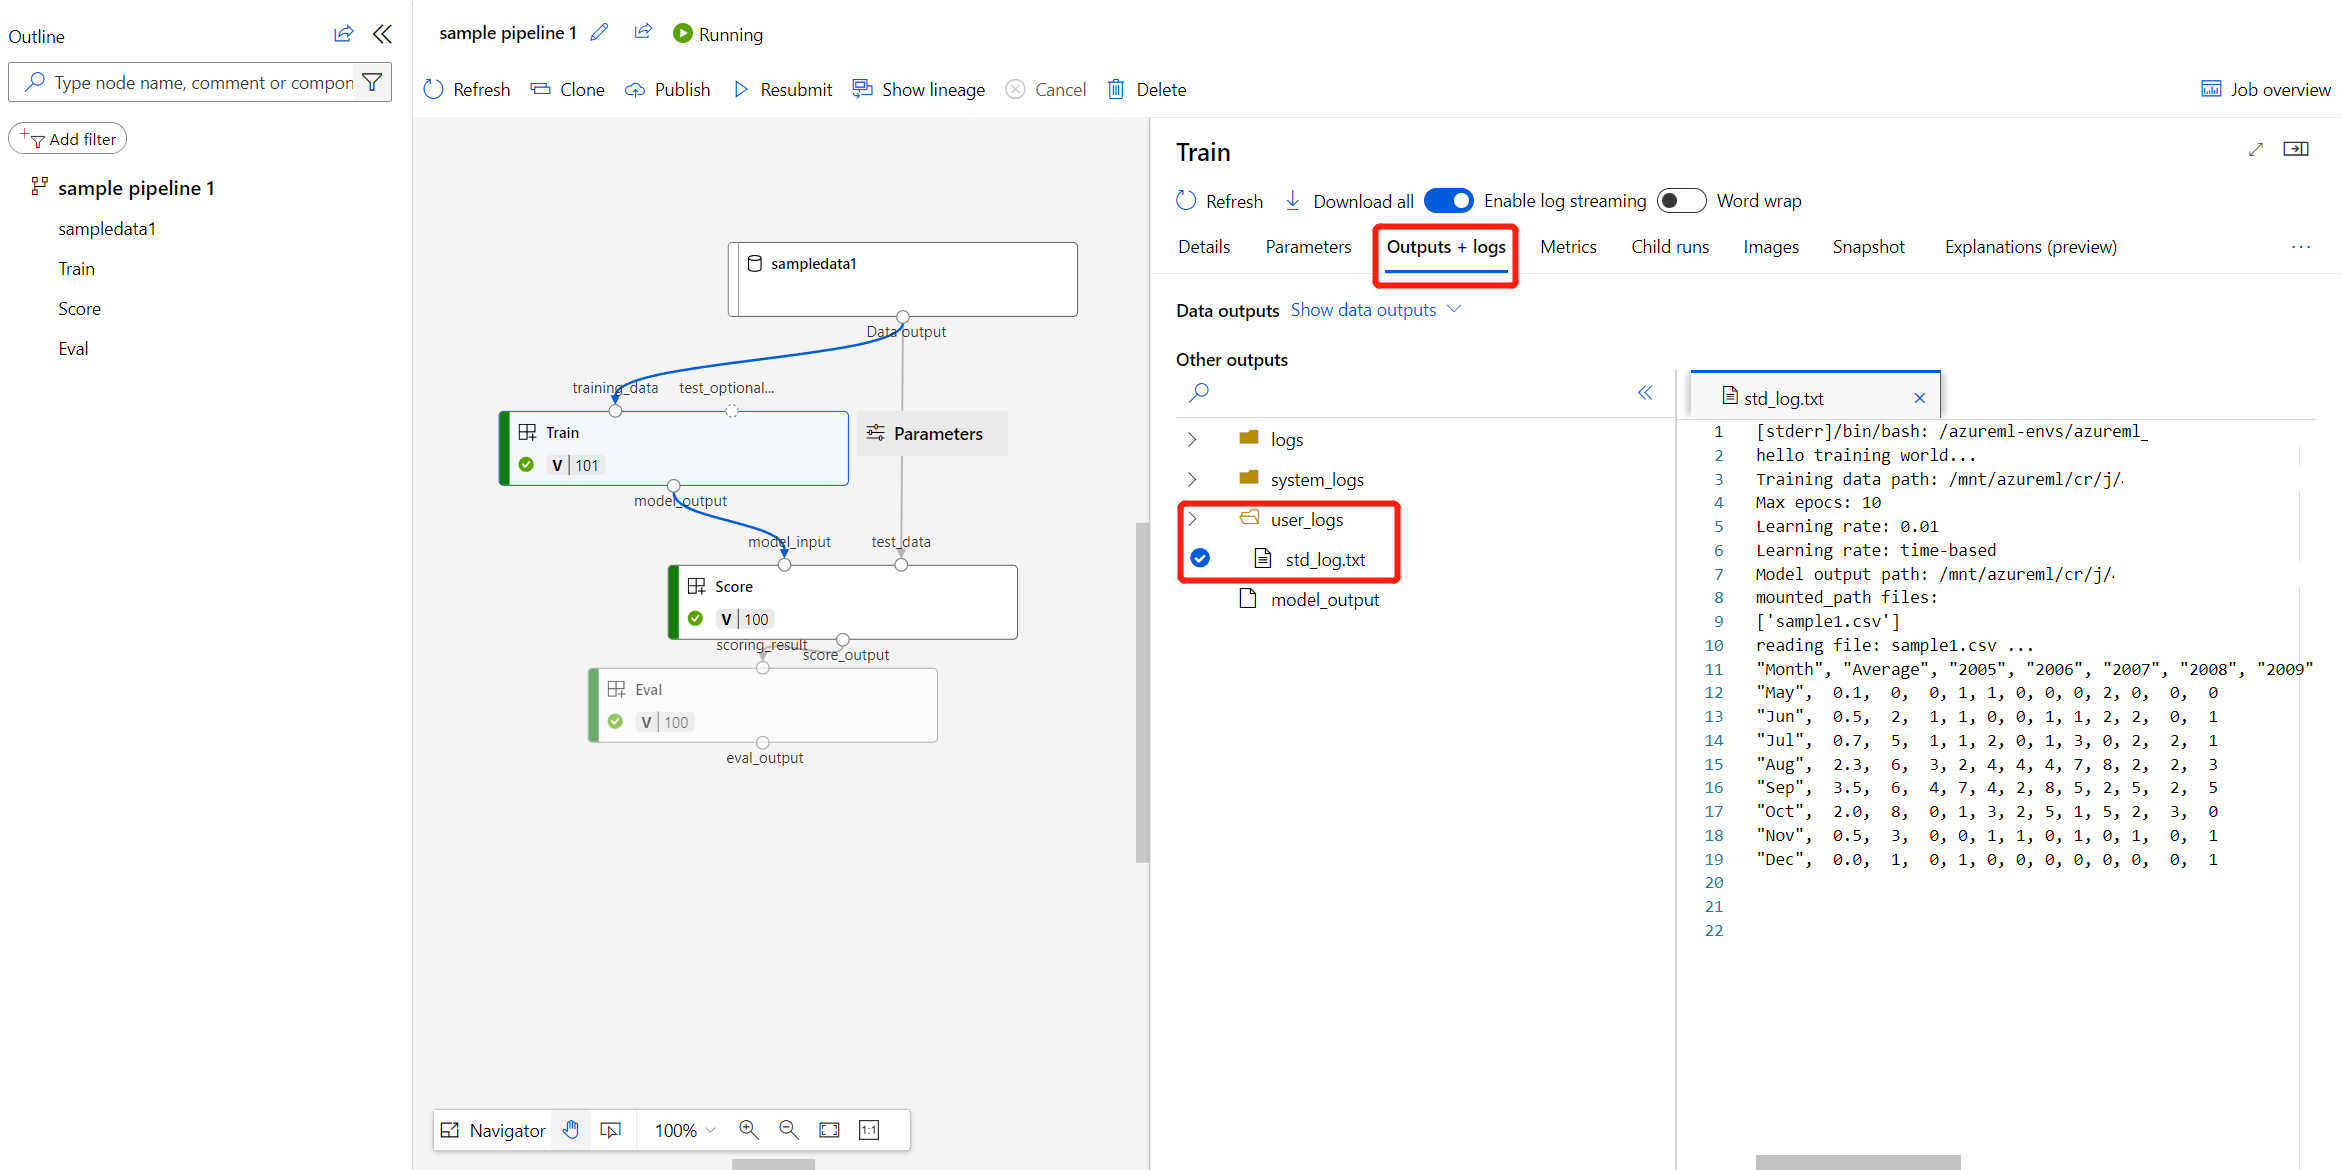 Outline
Type node name, comment or compon
Add filter
sample pipeline 1
sampledata1
Train
Score
Eval
sample pipeline 1
Running
Refresh
Clone
Publish
Resubmit
Show lineage
Cancel
Delete
Job overview
sampledata1
Data output
training_data
test_optional...
Train
V 101
Parameters
model_output
model_input
test_data
Score
V 100
scoring_result
score_output
Eval
V 100
eval_output
Navigator
100%
1:1
Train
Refresh
Download all
Enable log streaming
Word wrap
Details
Parameters
Outputs + logs
Metrics
Child runs
Images
Snapshot
Explanations (preview)
...
Data outputs
Show data outputs
Other outputs
logs
system_logs
user_logs
std_log.txt
model_output
std_log.txt
1 [stderr]/bin/bash: /azureml-envs/azureml_
2 hello training world...
3 Training data path: /mnt/azureml/cr/j/
4 Max epocs: 10
5 Learning rate: 0.01
6 Learning rate: time-based
7 Model output path: /mnt/azureml/cr/j/
8 mounted_path files:
9 ['sample1.csv']
10 reading file: sample1.csv ...
11 "Month", "Average", "2005", "2006", "2007", "2008", "2009"
12 "May", 0.1, 0, 0, 1, 1, 0, 0, 0, 2, 0, 0, 0
13 "Jun", 0.5, 2, 1, 1, 0, 0, 1, 1, 2, 2, 0, 1
14 "Jul", 0.7, 5, 1, 1, 2, 0, 1, 3, 0, 2, 2, 1
15 "Aug", 2.3, 6, 3, 2, 4, 4, 4, 7, 8, 2, 2, 3
16 "Sep", 3.5, 6, 4, 7, 4, 2, 8, 5, 2, 5, 2, 5
17 "Oct", 2.0, 8, 0, 1, 3, 2, 5, 1, 5, 2, 3, 0
18 "Nov", 0.5, 3, 0, 0, 1, 1, 0, 1, 0, 1, 0, 1
19 "Dec", 0.0, 1, 0, 1, 0, 0, 0, 0, 0, 0, 0, 1
20
21
22